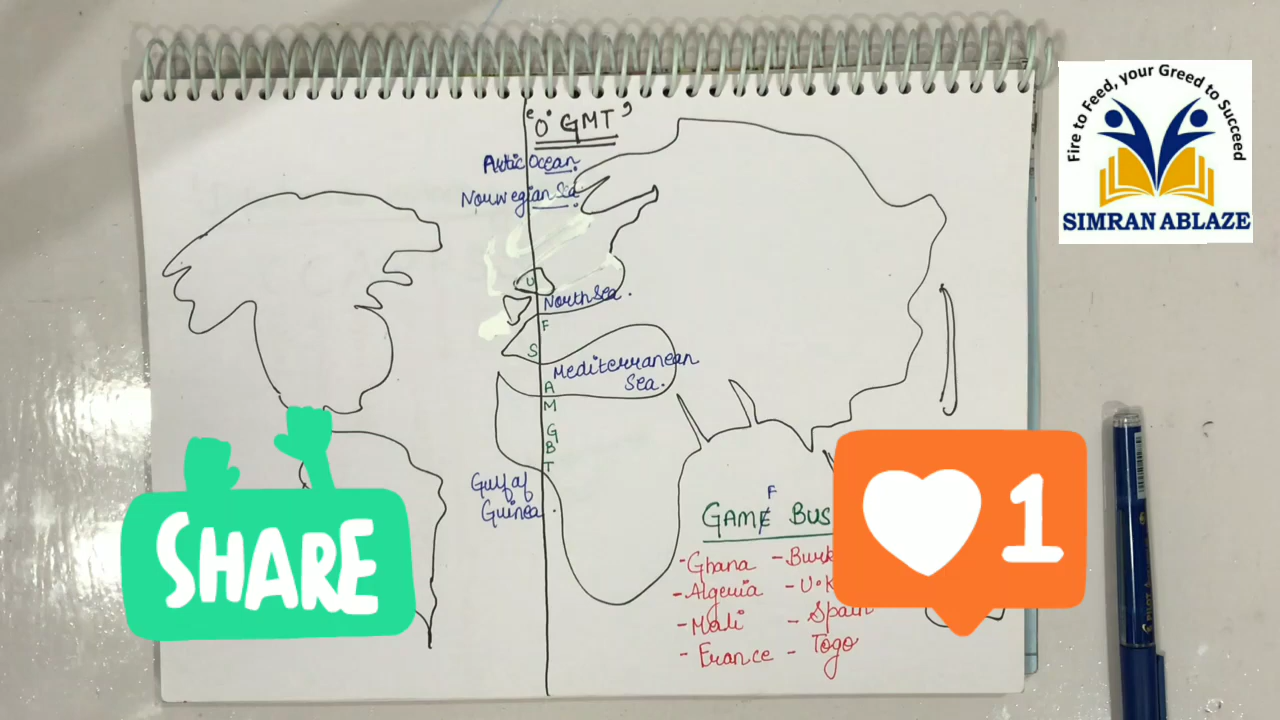 "0° GMT"
Artic Ocean.
Norwegian Sea.
U
North Sea.
F
S
Mediterranean
Sea.
A
M
G
B
T
Gulf of
Guinea.
F
GAME BUS
- Ghana
- Algeria - U.K
- Mali - Spain
- France - Togo
Fire to Feed, your Greed to Succeed
SIMRAN ABLAZE
SHARE
1
PILOT